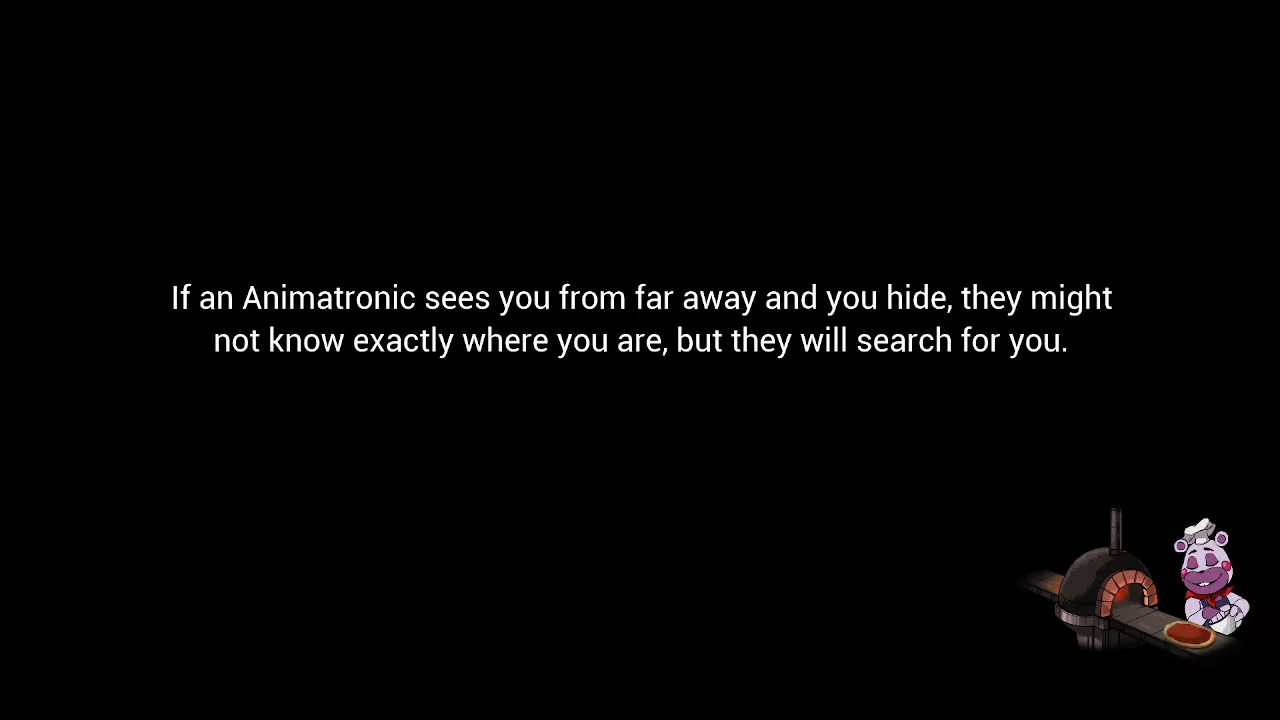 If an Animatronic sees you from far away and you hide, they might
not know exactly where you are, but they will search for you.